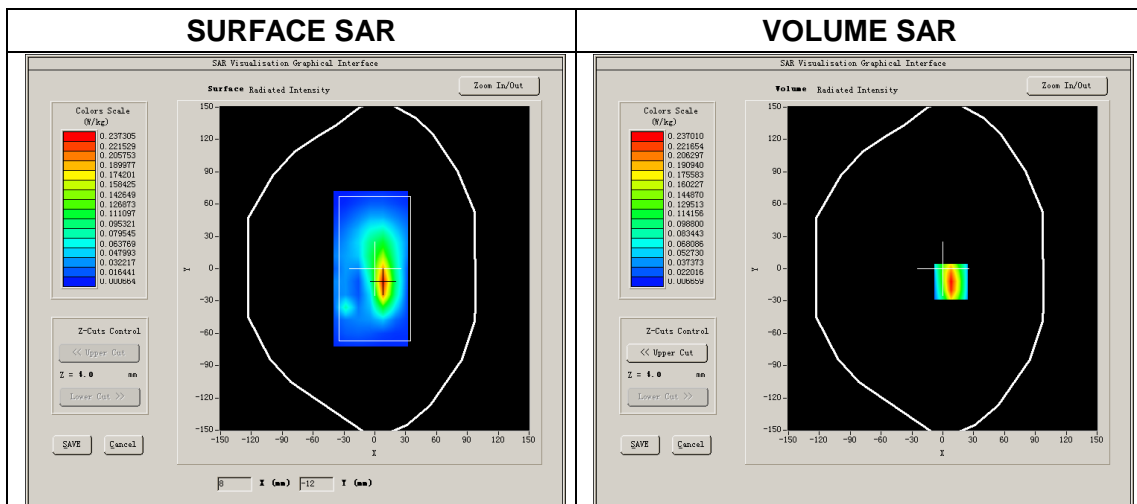 SURFACE SAR
VOLUME SAR
SAR Visualisation Graphical Interface
Surface Radiated Intensity
Zoom In/Out
Colors Scale
(W/kg)
0.237305
0.221529
0.205753
0.189977
0.174201
0.158425
0.142649
0.126873
0.111097
0.095321
0.079545
0.063769
0.047993
0.032217
0.016441
0.000664
150
120
90
60
30
0
-30
-60
-90
-120
-150
Y
-150 -120 -90 -60 -30 0 30 60 90 120 150
X
Z-Cuts Control
<< Upper Cut
Z = 4.0 mm
Lower Cut >>
SAVE Cancel
8 X (mm) -12 Y (mm)
SAR Visualisation Graphical Interface
Volume Radiated Intensity
Zoom In/Out
Colors Scale
(W/kg)
0.237010
0.221654
0.206297
0.190940
0.175583
0.160227
0.144870
0.129513
0.114156
0.098800
0.083443
0.068086
0.052730
0.037373
0.022016
0.006659
150
120
90
60
30
0
-30
-60
-90
-120
-150
Y
-150 -120 -90 -60 -30 0 30 60 90 120 150
X
Z-Cuts Control
<< Upper Cut
Z = 4.0 mm
Lower Cut >>
SAVE Cancel